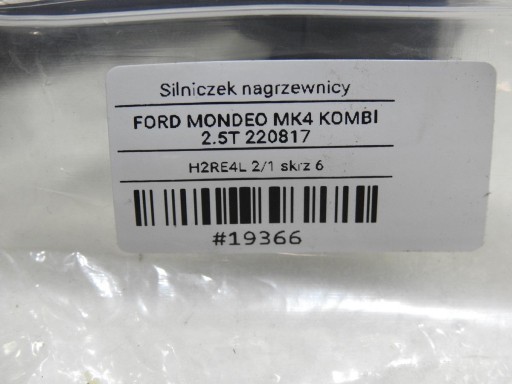 Silniczek nagrzewnicy
FORD MONDEO MK4 KOMBI
2.5T 220817
H2RE4L 2/1 skrz 6
#19366